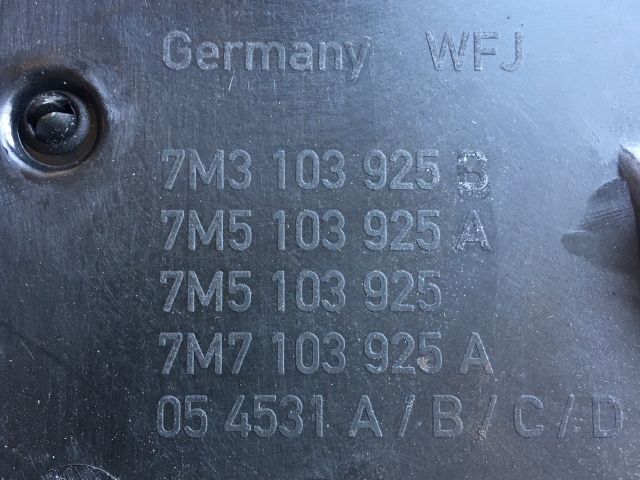 Germany WFJ
7M3 103 925 B
7M5 103 925 A
7M5 103 925
7M7 103 925 A
05 4531 A / B / C / D